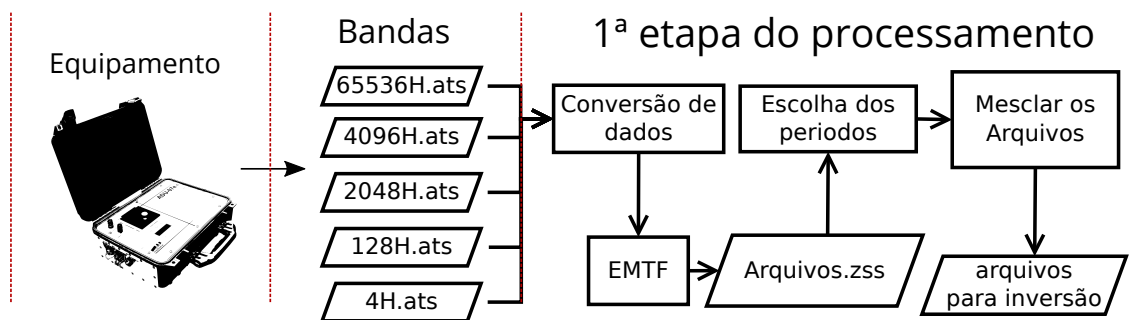 Equipamento
Bandas
65536H.ats
4096H.ats
2048H.ats
128H.ats
4H.ats
1ª etapa do processamento
Conversão de
dados
EMTF
Arquivos.zss
Escolha dos
periodos
Mesclar os
Arquivos
arquivos
para inversão